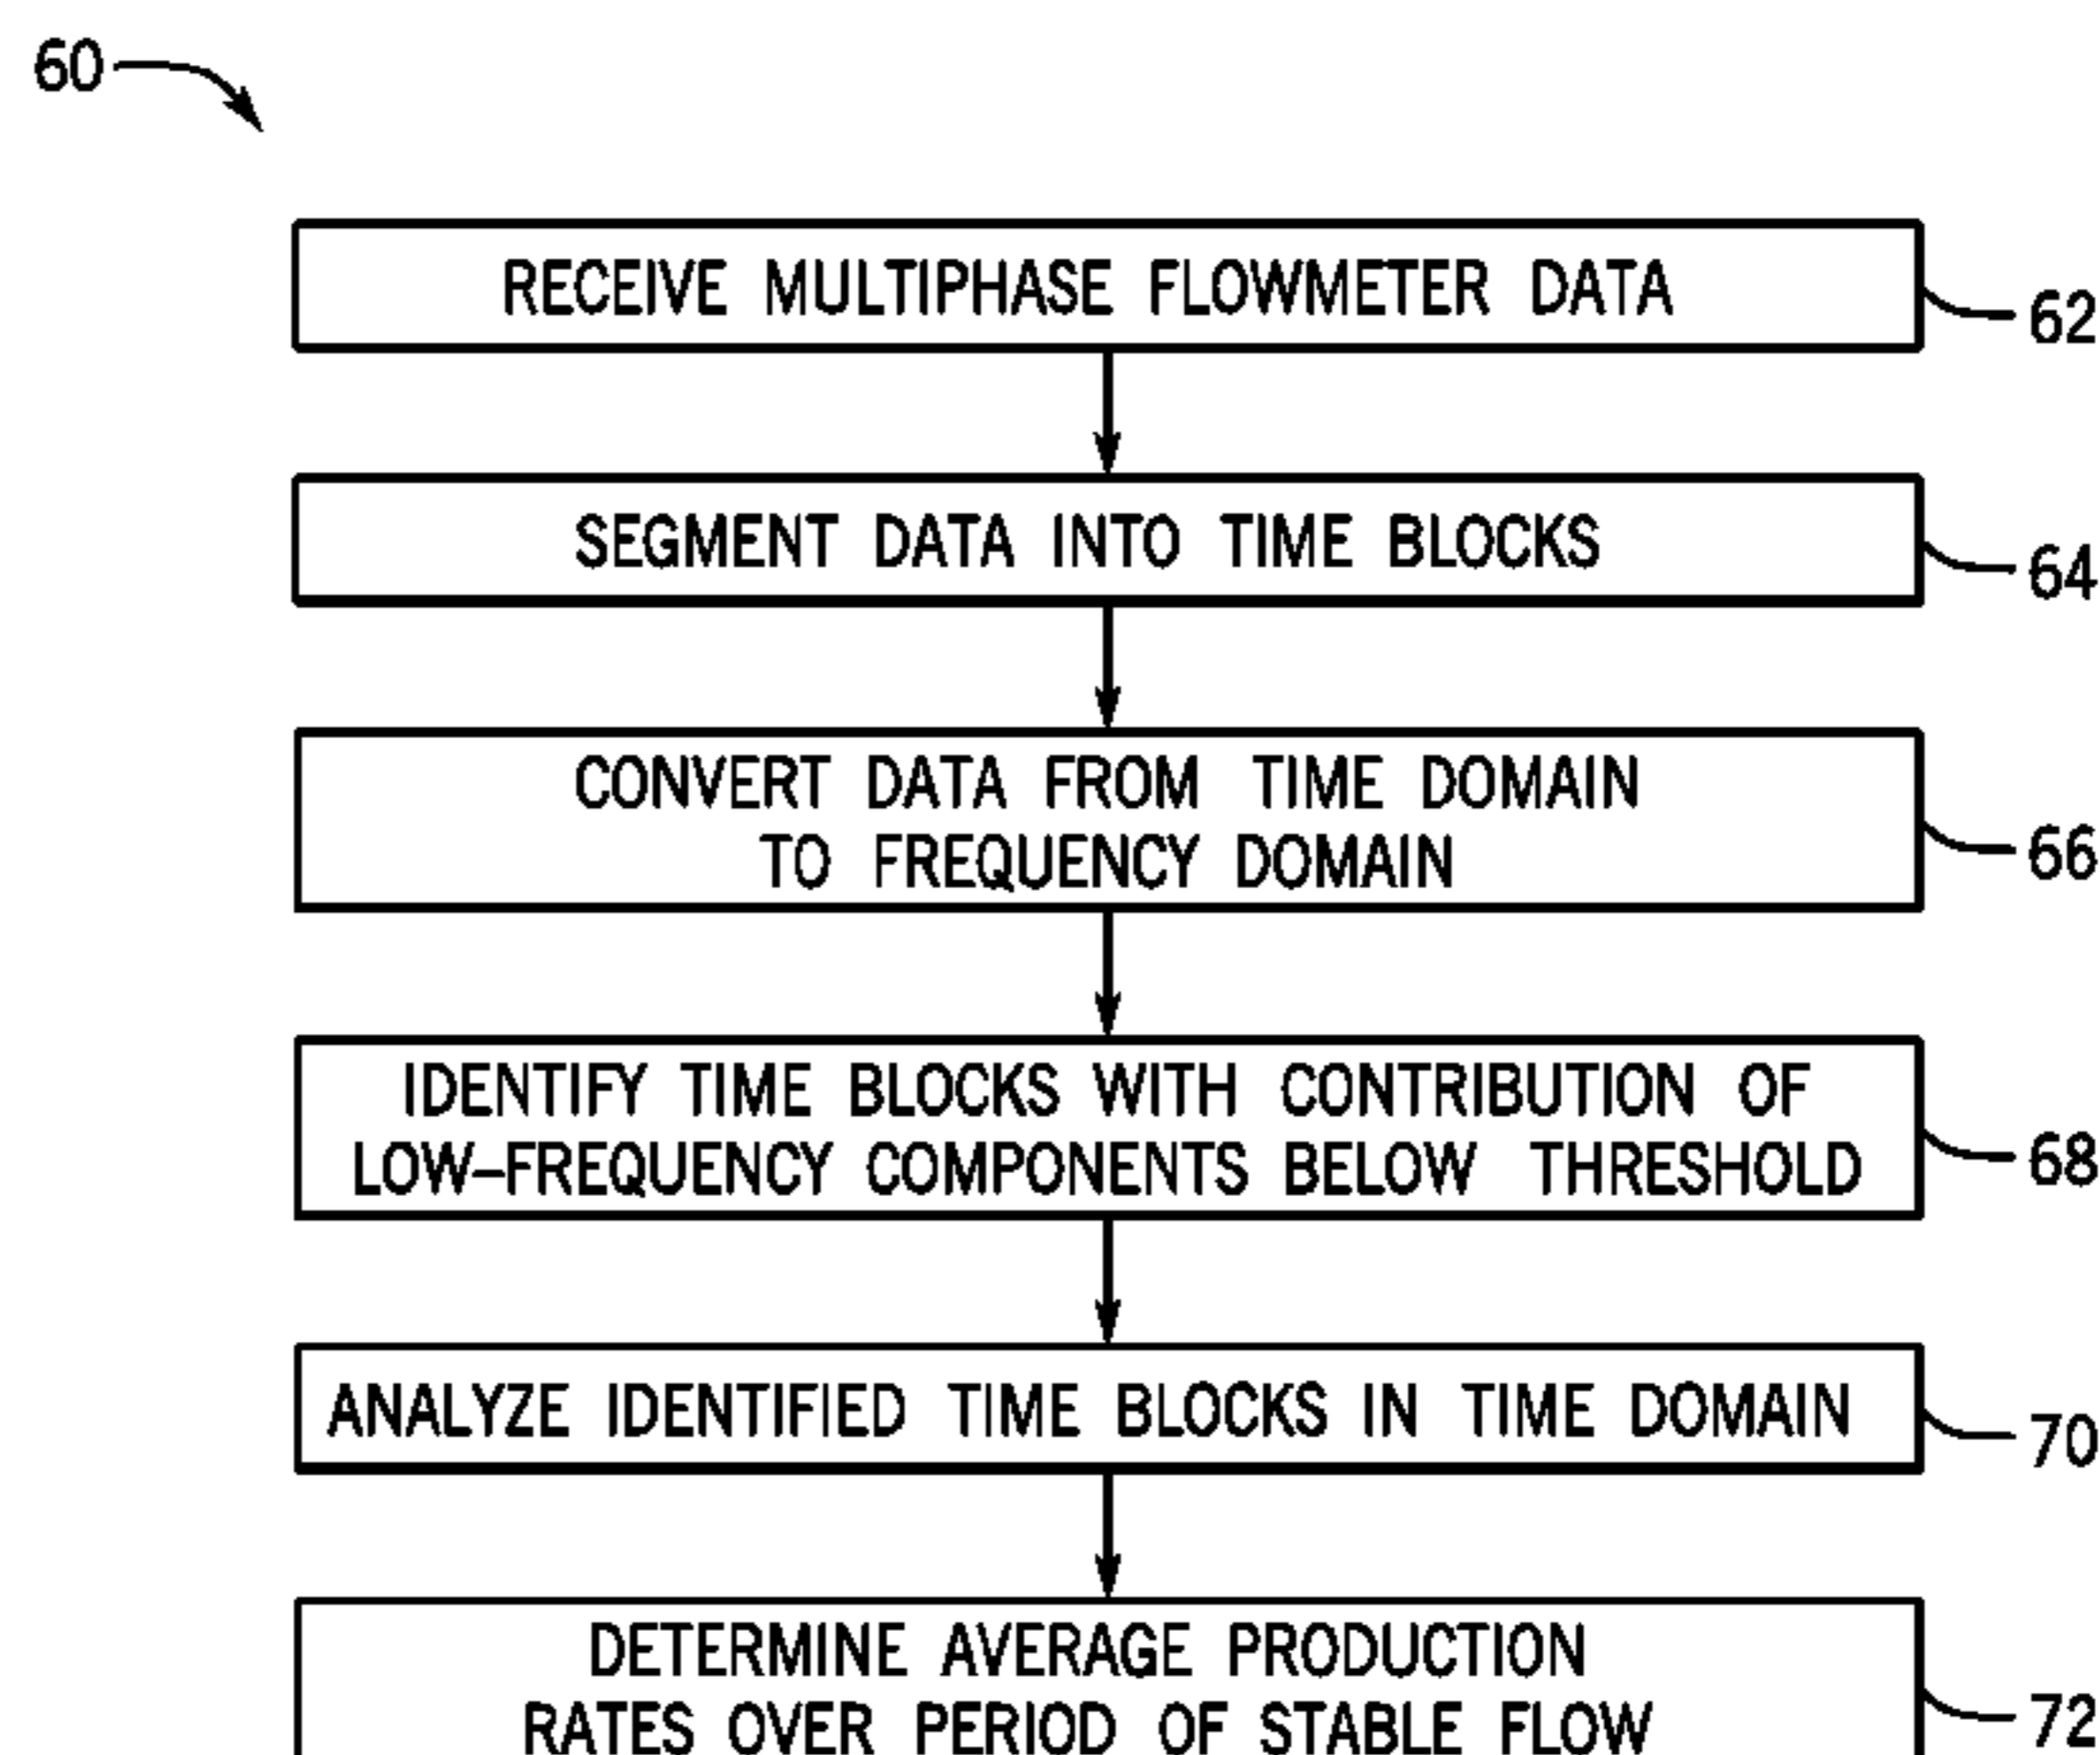 60
RECEIVE MULTIPHASE FLOWMETER DATA
62
SEGMENT DATA INTO TIME BLOCKS
64
CONVERT DATA FROM TIME DOMAIN
TO FREQUENCY DOMAIN
66
IDENTIFY TIME BLOCKS WITH CONTRIBUTION OF
LOW-FREQUENCY COMPONENTS BELOW THRESHOLD
68
ANALYZE IDENTIFIED TIME BLOCKS IN TIME DOMAIN
70
DETERMINE AVERAGE PRODUCTION
RATES OVER PERIOD OF STABLE FLOW
72